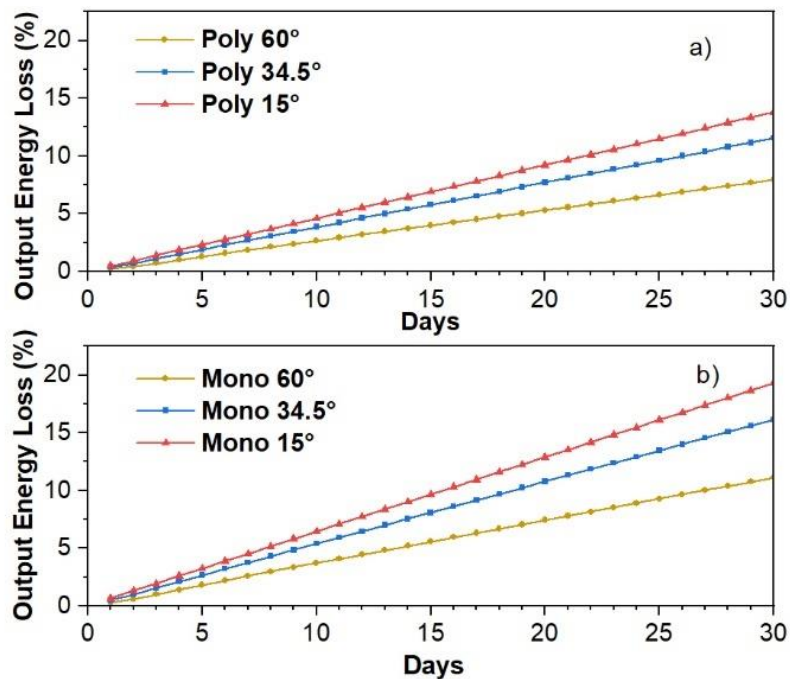 Output Energy Loss (%)
20
15
10
5
0
Poly 60°
Poly 34.5°
Poly 15°
a)
0 5 10 15 20 25 30
Days
Output Energy Loss (%)
20
15
10
5
0
Mono 60°
Mono 34.5°
Mono 15°
b)
0 5 10 15 20 25 30
Days